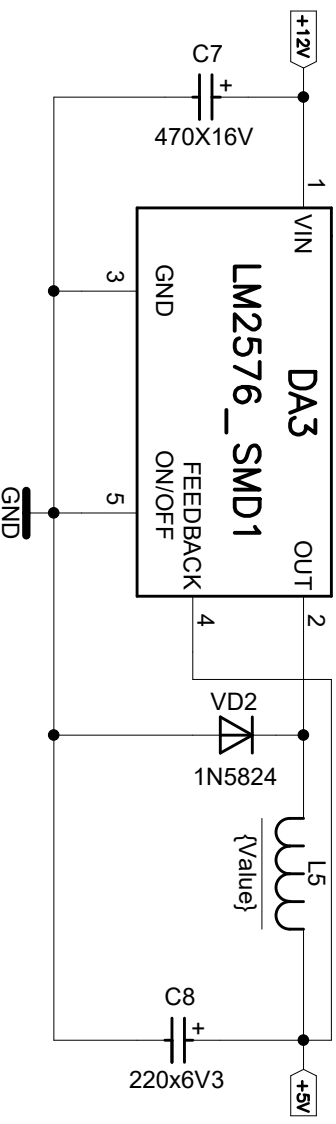 +12V
C7
+
470X16V
1
VIN
GND
3
DA3
LM2576_SMD1
ON/OFF
5
GND
FEEDBACK
4
OUT
2
VD2
1N5824
L5
{Value}
C8
+
220x6V3
+5V